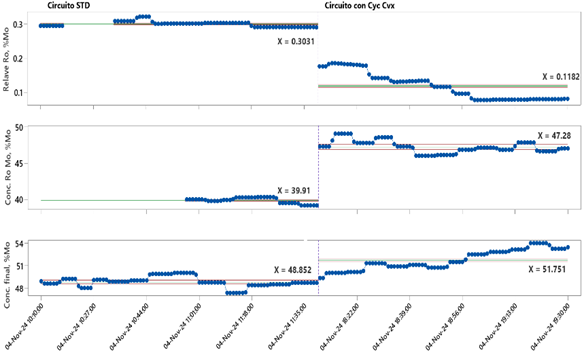 Circuito STD
Circuito con Cyc Cvx
Relave Ro, %Mo
0.3
0.2
0.1
X = 0.3031
X = 0.1182
Conc. Ro Mo, %Mo
50
45
40
X = 39.91
X = 47.28
Conc. final, %Mo
54
51
48
X = 48.852
X = 51.751
04-Nov-24 10:10:00
04-Nov-24 10:27:00
04-Nov-24 10:44:00
04-Nov-24 11:01:00
04-Nov-24 11:18:00
04-Nov-24 11:35:00
04-Nov-24 18:22:00
04-Nov-24 18:39:00
04-Nov-24 18:56:00
04-Nov-24 19:13:00
04-Nov-24 19:30:00